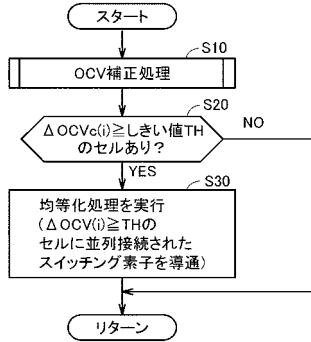 スタート
S10
OCV補正処理
S20
ΔOCVc(i)≧しきい値TH
のセルあり?
NO
YES
S30
均等化処理を実行
(ΔOCV(i)≧THの
セルに並列接続された
スイッチング素子を導通)
リターン